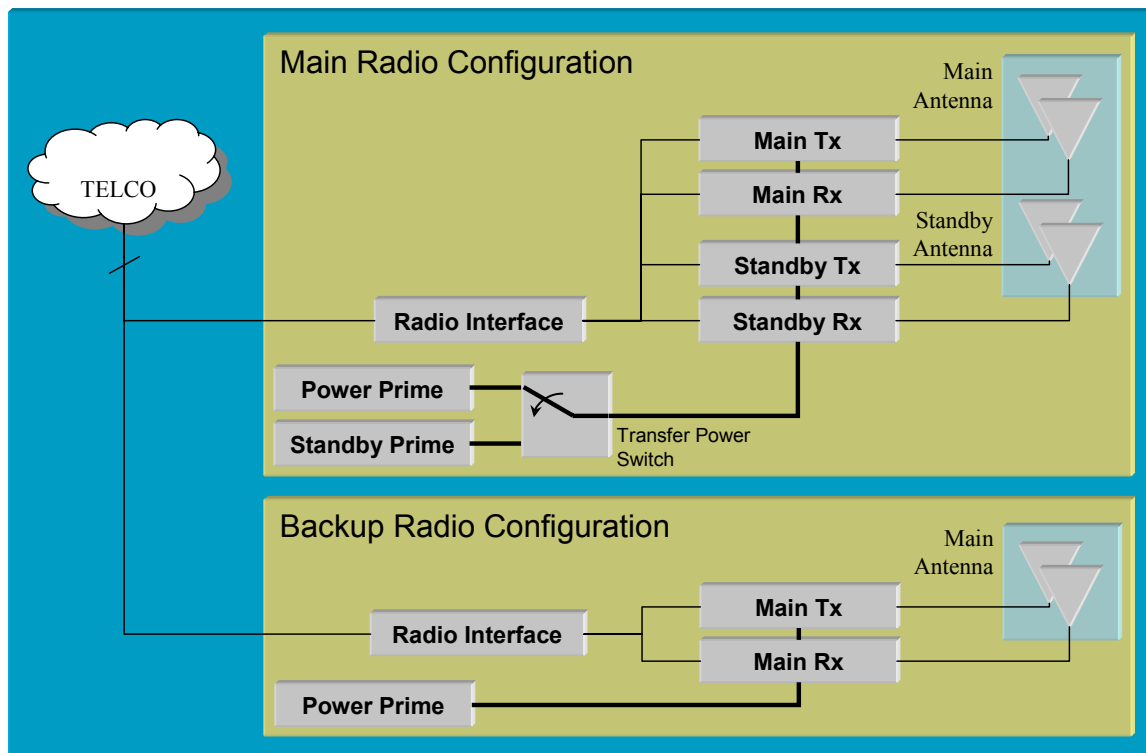 Main Radio Configuration
Main
Antenna
Main Tx
TELCO
Main Rx
Standby
Antenna
Standby Tx
Radio Interface
Standby Rx
Power Prime
Standby Prime
Transfer Power
Switch
Backup Radio Configuration
Main
Antenna
Main Tx
Radio Interface
Main Rx
Power Prime